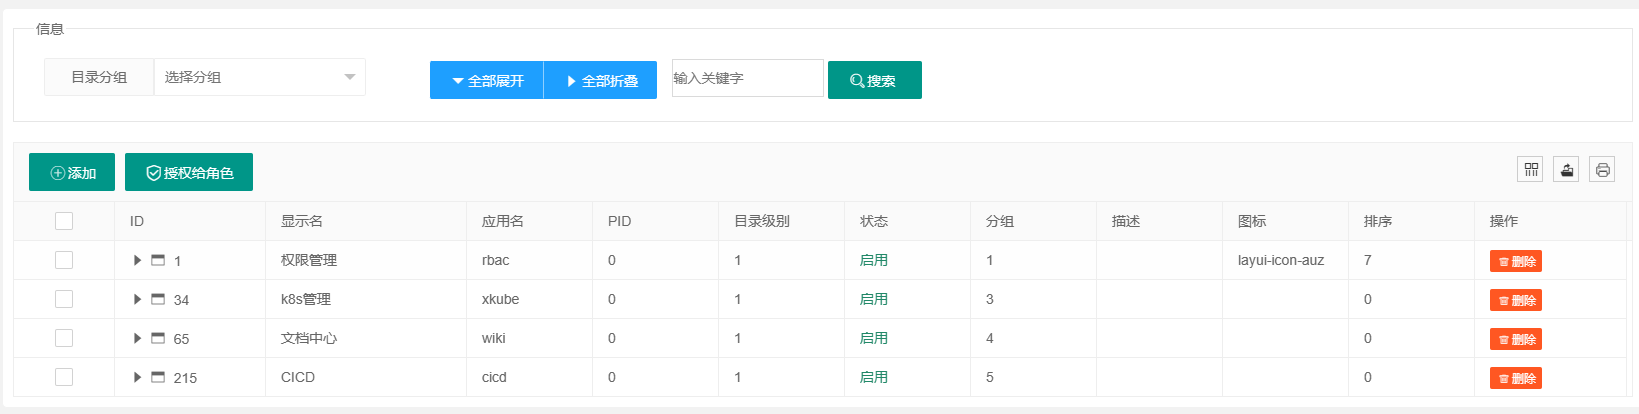 信息
目录分组 选择分组 全部展开 全部折叠 输入关键字 搜索
添加 授权给角色
ID 显示名 应用名 PID 目录级别 状态 分组 描述 图标 排序 操作
1 权限管理 rbac 0 1 启用 1 layui-icon-auz 7 删除
34 k8s管理 xkube 0 1 启用 3 0 删除
65 文档中心 wiki 0 1 启用 4 0 删除
215 CICD cicd 0 1 启用 5 0 删除